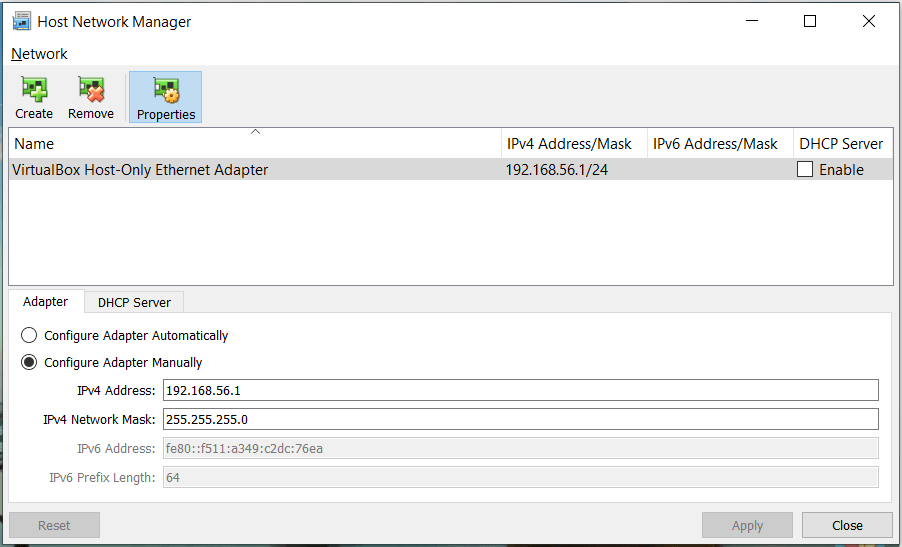 Host Network Manager
Network
Create Remove Properties
Name IPv4 Address/Mask IPv6 Address/Mask DHCP Server
VirtualBox Host-Only Ethernet Adapter 192.168.56.1/24 Enable
Adapter DHCP Server
Configure Adapter Automatically
Configure Adapter Manually
IPv4 Address: 192.168.56.1
IPv4 Network Mask: 255.255.255.0
IPv6 Address: fe80::f511:a349:c2dc:76ea
IPv6 Prefix Length: 64
Reset Apply Close